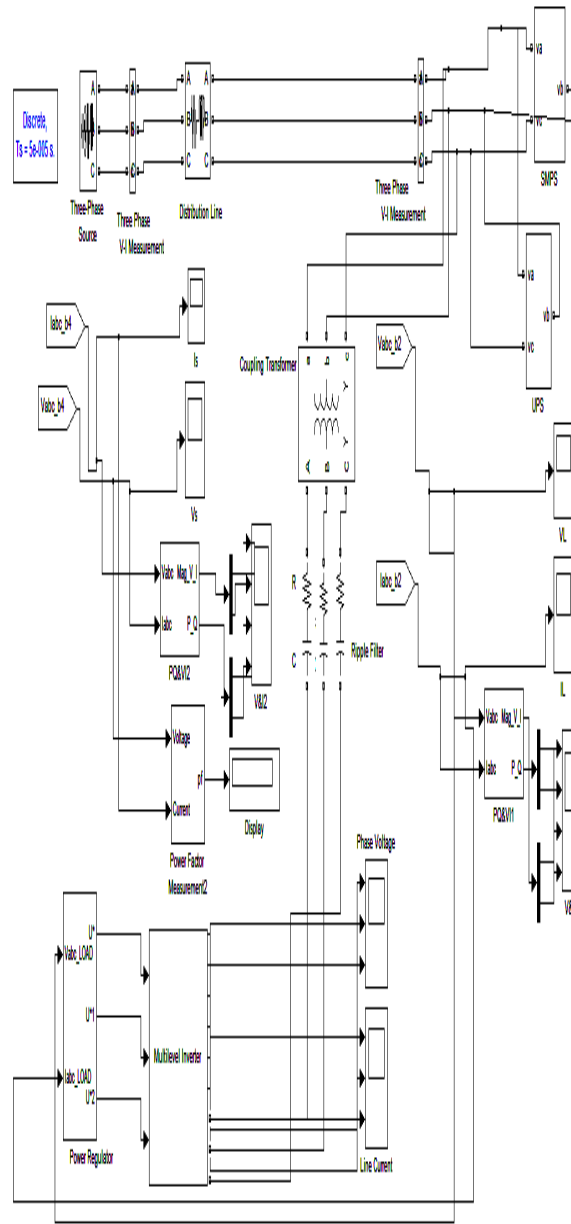 Discrete,
Ts = 5e-005 s.
A
C
Three-Phase
Source
A
B
C
Three Phase
V-I Measurement
A
B
C
A
B
C
Distribution Line
A
B
C
Three Phase
V-I Measurement
va
vb
vc
SMPS
va
vb
vc
UPS
Iabc_b4
Vabc_b4
Is
Vs
Coupling Transformer
A
B
C
Vabc_b2
Iabc_b2
VL
IL
Vabc Mag_V_I
Iabc P_Q
PQ&VI2
V&I2
R
C
Ripple Filter
Voltage
pf
Current
Power Factor
Measurement2
Display
Vabc Mag_V_I
Iabc P_Q
PQ&VI1
V&
Phase Voltage
U*
Vabc_LOAD
U*1
Iabc_LOAD
U*2
Power Regulator
Multilevel Inverter
Line Current